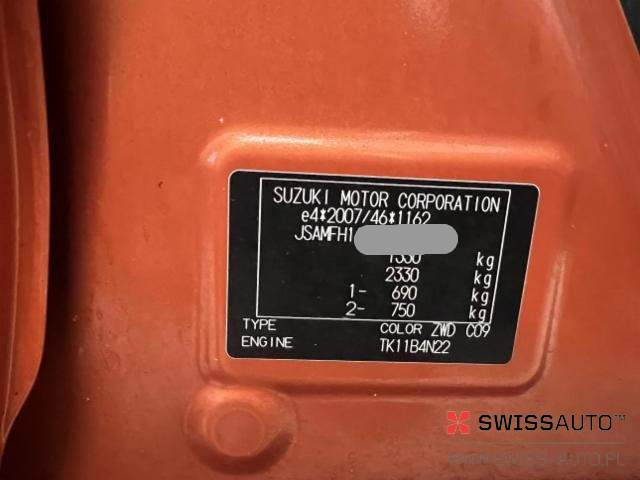 SUZUKI MOTOR CORPORATION
e4*2007/46*1162
JSAMFH1
1330 kg
2330 kg
1- 690 kg
2- 750 kg
TYPE COLOR ZWD C09
ENGINE TK11B4N22
SWISSAUTO™
WWW.SWISS-AUTO.PL